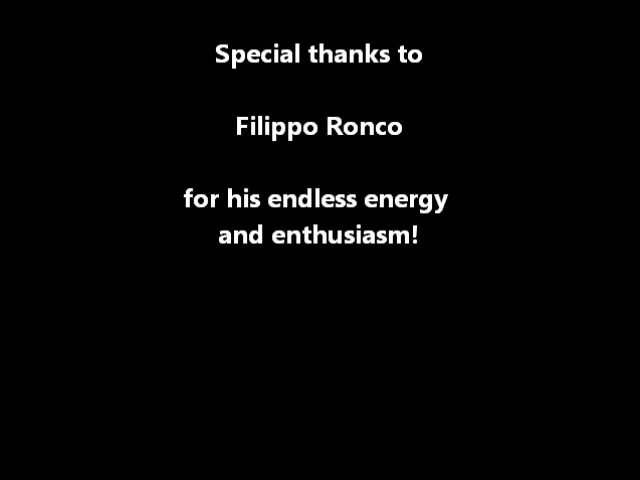 Special thanks to
Filippo Ronco
for his endless energy
and enthusiasm!